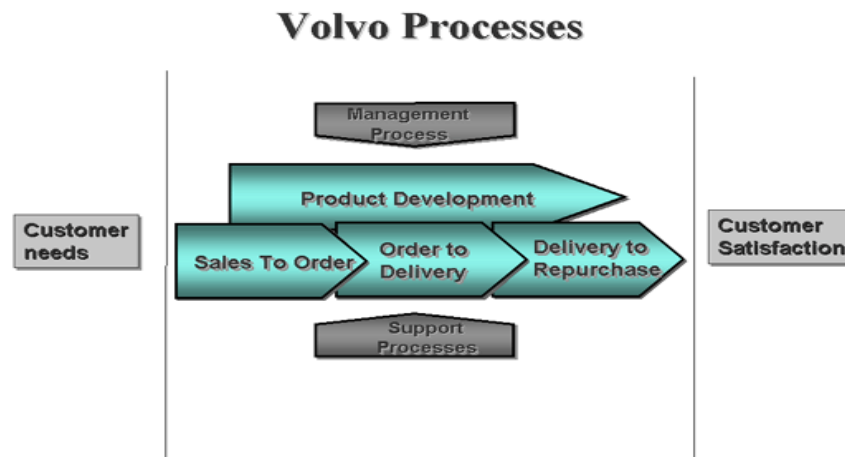 Volvo Processes
Management
Process
Product Development
Customer
needs
Sales To Order
Order to
Delivery
Delivery to
Repurchase
Customer
Satisfaction
Support
Processes